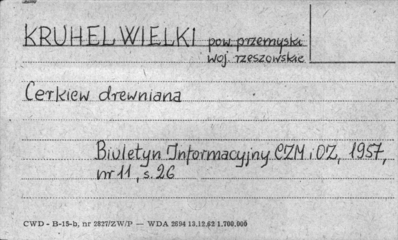 KRUHEL WIELKI pow. przemyski
woj. rzeszowskie
Cerkiew drewniana
Biuletyn Informacyjny CZM i OZ, 1957,
nr 11, s. 26
CWD - B-15-b, nr 2827/ZW/P — WDA 2694 13.12.62 1.700.000